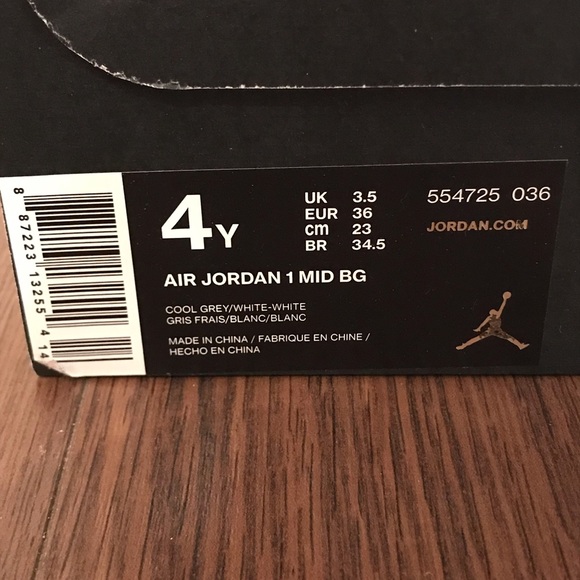 8 87223 13255 4 14
4Y
UK 3.5
EUR 36
cm 23
BR 34.5
554725 036
JORDAN.COM
AIR JORDAN 1 MID BG
COOL GREY/WHITE-WHITE
GRIS FRAIS/BLANC/BLANC
MADE IN CHINA / FABRIQUE EN CHINE /
HECHO EN CHINA